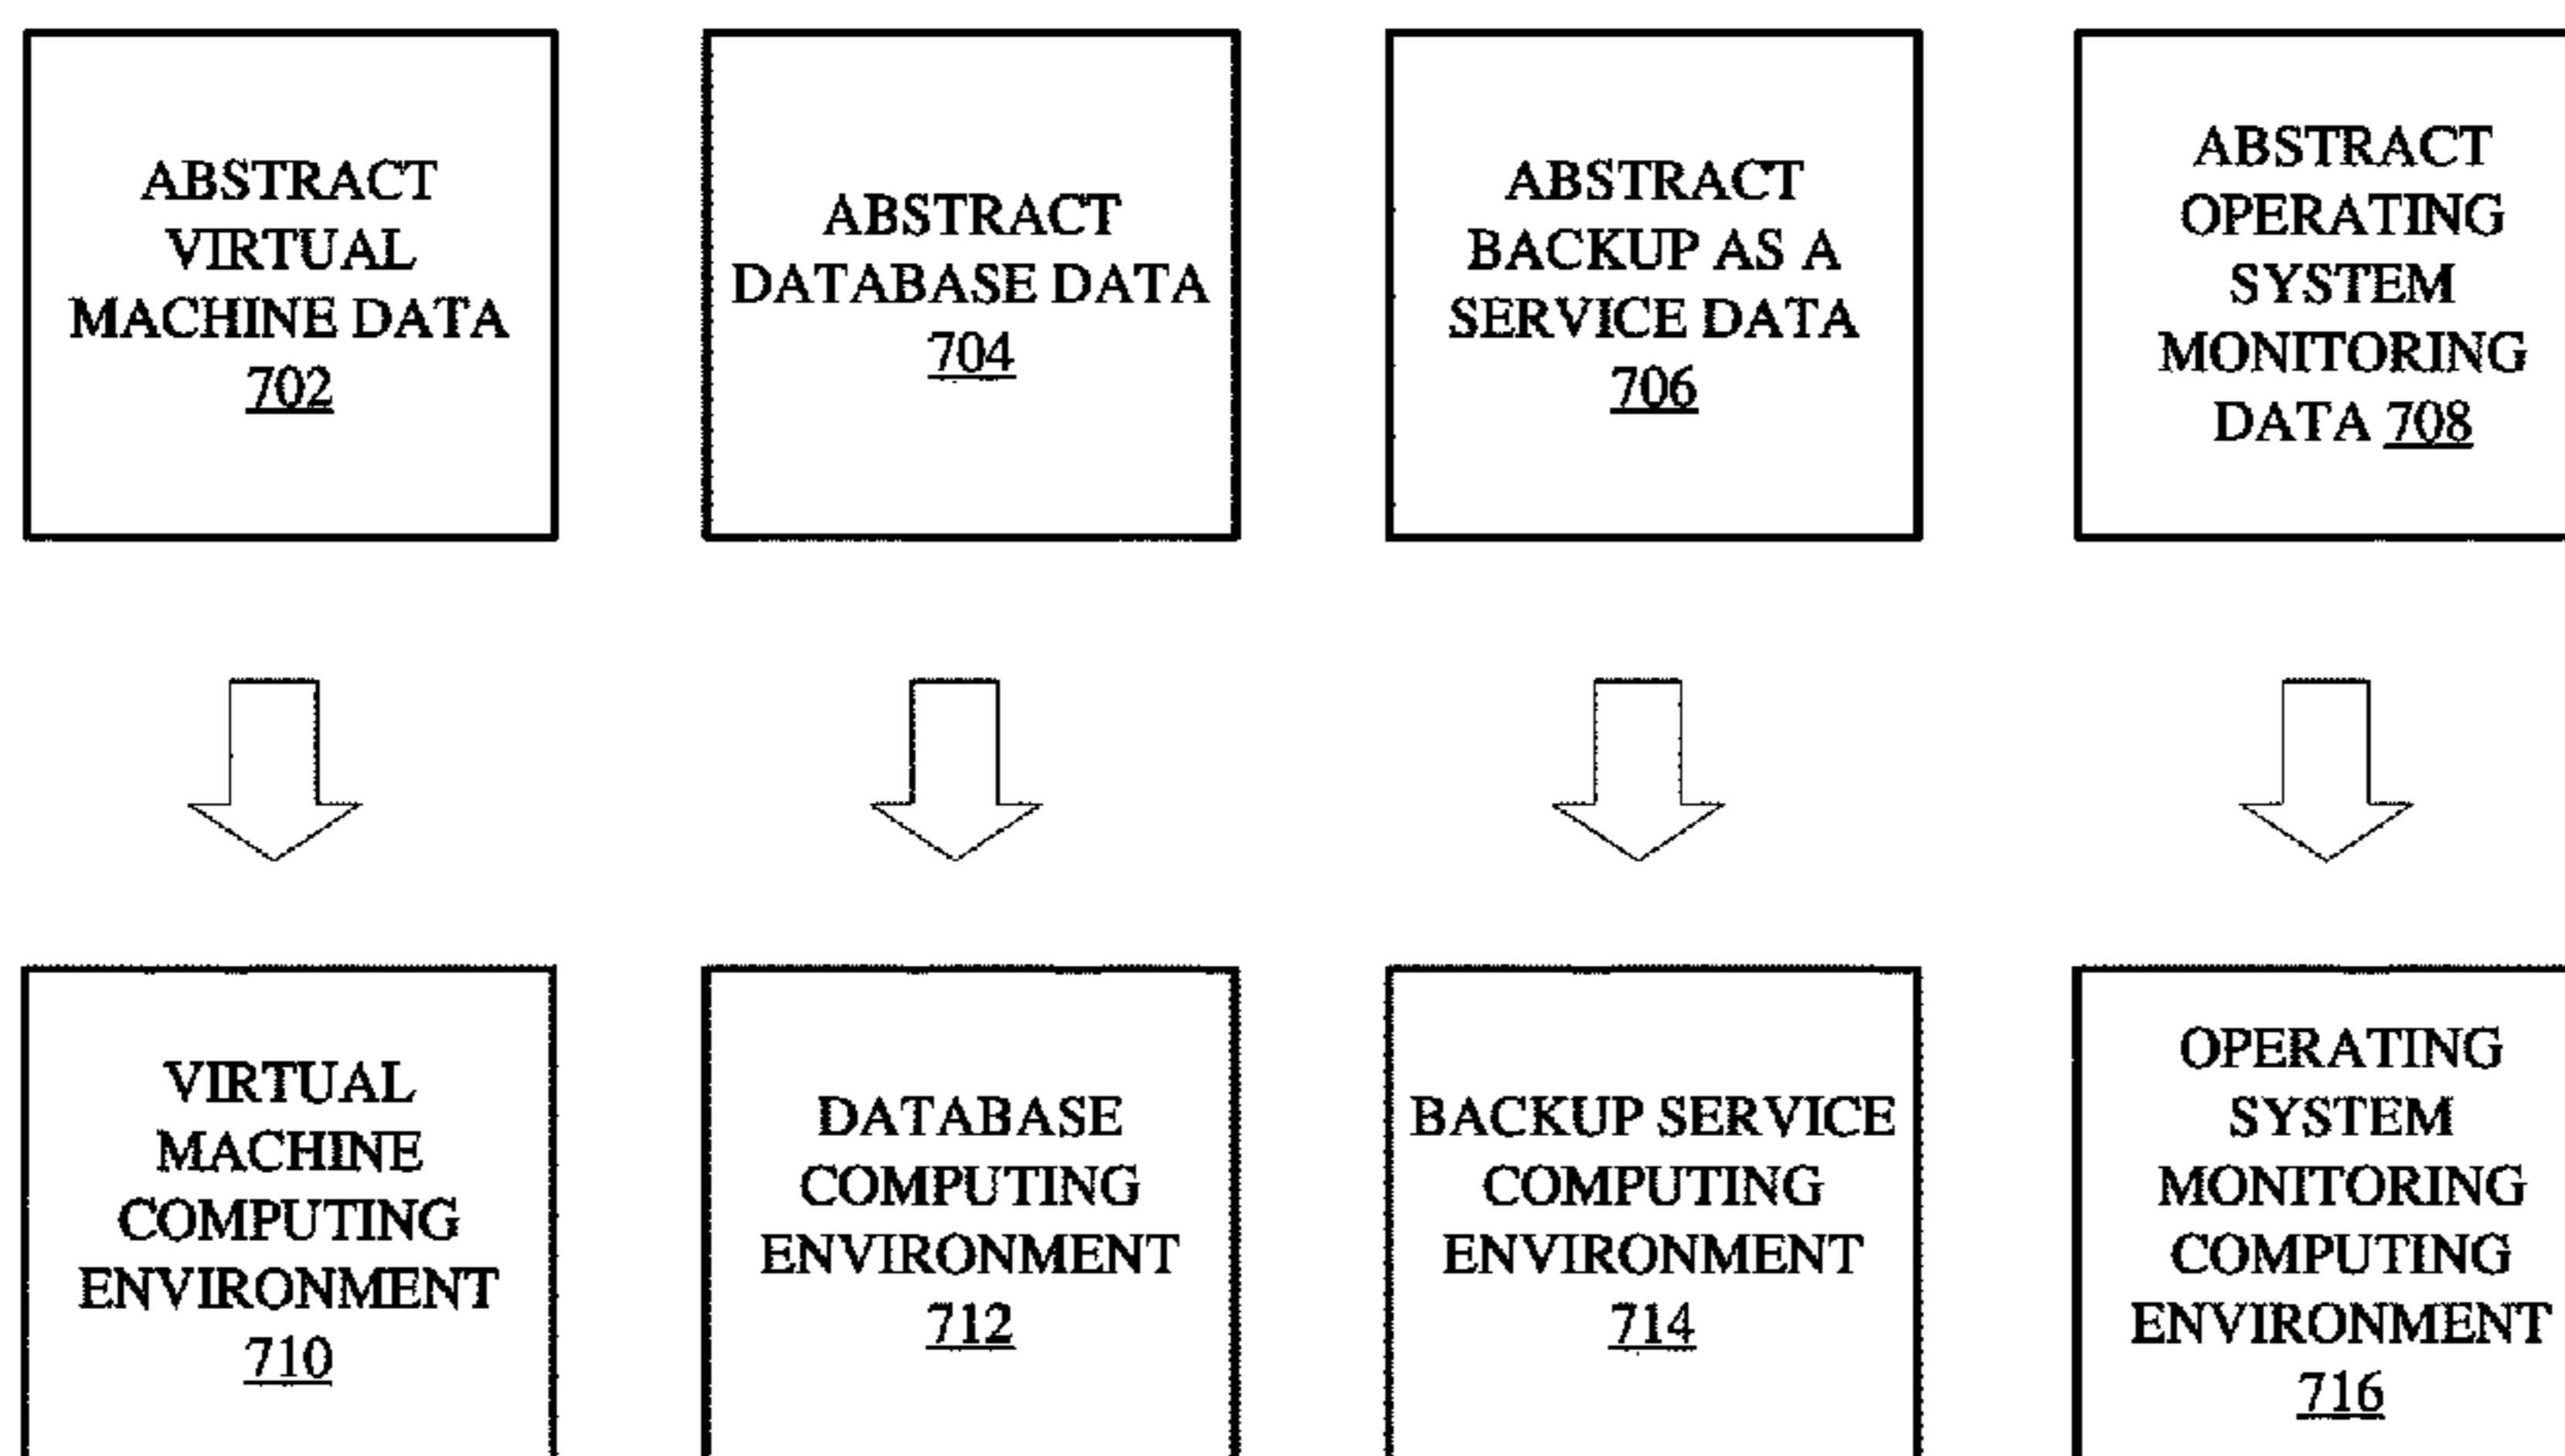 ABSTRACT
VIRTUAL
MACHINE DATA
702
ABSTRACT
DATABASE DATA
704
ABSTRACT
BACKUP AS A
SERVICE DATA
706
ABSTRACT
OPERATING
SYSTEM
MONITORING
DATA 708
VIRTUAL
MACHINE
COMPUTING
ENVIRONMENT
710
DATABASE
COMPUTING
ENVIRONMENT
712
BACKUP SERVICE
COMPUTING
ENVIRONMENT
714
OPERATING
SYSTEM
MONITORING
COMPUTING
ENVIRONMENT
716